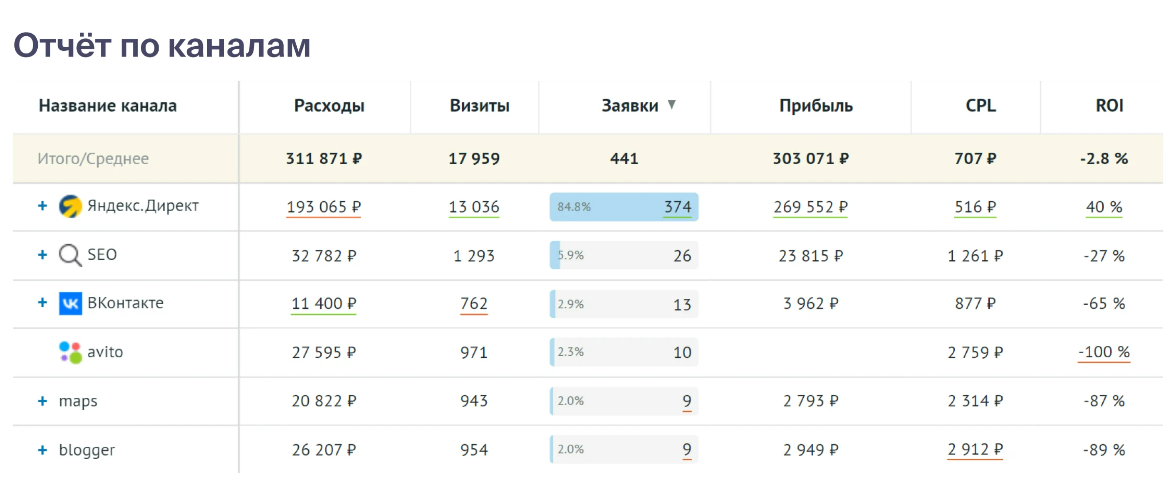 Отчёт по каналам
Название канала Расходы Визиты Заявки ▼ Прибыль CPL ROI
Итого/Среднее 311 871 ₽ 17 959 441 303 071 ₽ 707 ₽ -2.8 %
+ Яндекс.Директ 193 065 ₽ 13 036 84.8% 374 269 552 ₽ 516 ₽ 40 %
+ SEO 32 782 ₽ 1 293 5.9% 26 23 815 ₽ 1 261 ₽ -27 %
+ ВКонтакте 11 400 ₽ 762 2.9% 13 3 962 ₽ 877 ₽ -65 %
avito 27 595 ₽ 971 2.3% 10 2 759 ₽ -100 %
+ maps 20 822 ₽ 943 2.0% 9 2 793 ₽ 2 314 ₽ -87 %
+ blogger 26 207 ₽ 954 2.0% 9 2 949 ₽ 2 912 ₽ -89 %